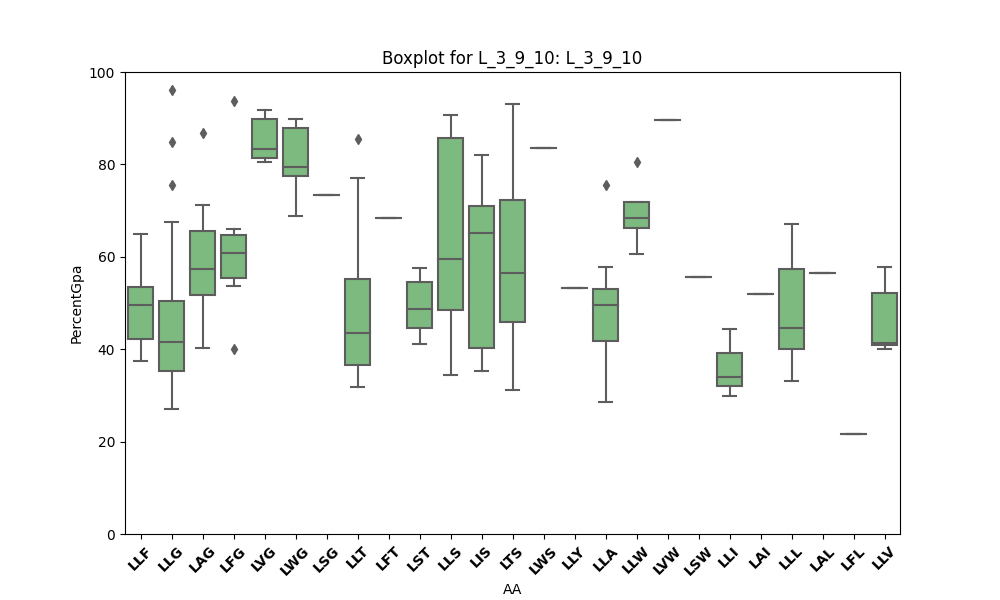 Boxplot for L_3_9_10: L_3_9_10
PercentGpa
100
80
60
40
20
0
LLF LLG LAG LFG LVG LWG LSG LLT LFT LST LLS LIS LTS LWS LLY LLA LLW LVW LSW LLI LAI LLL LAL LFL LLV
AA